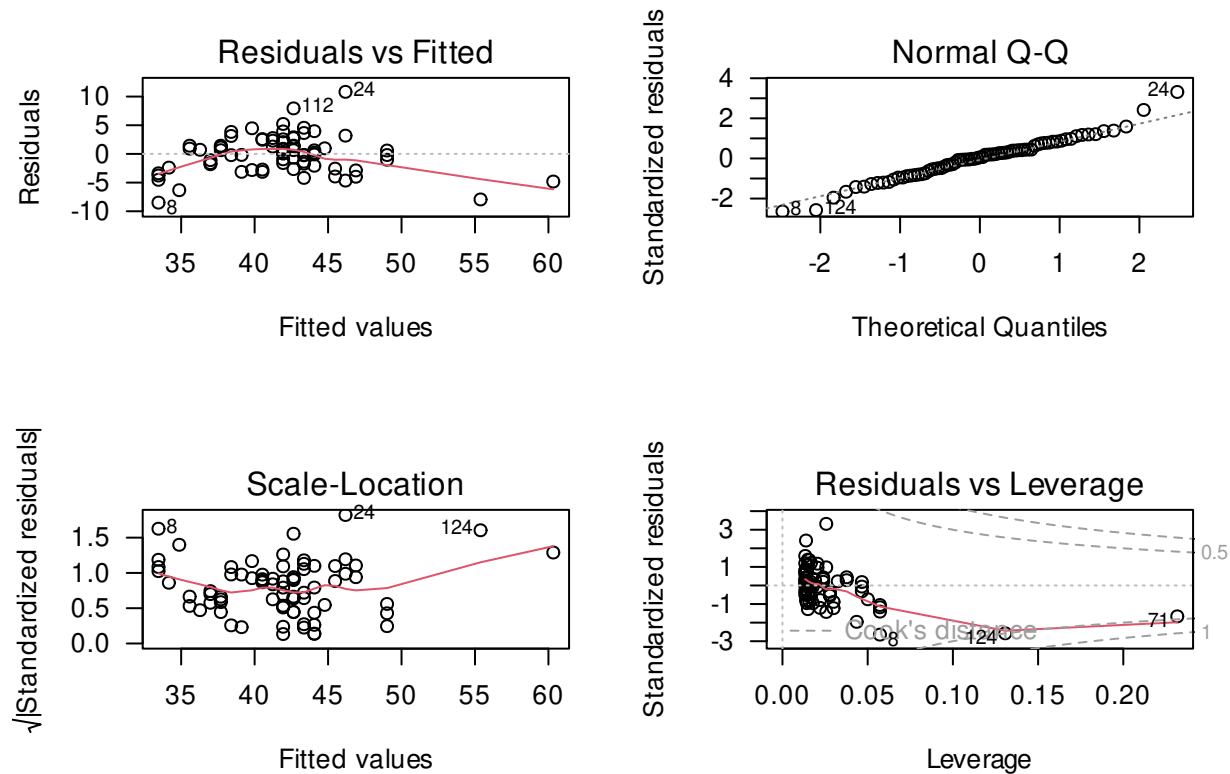 Residuals vs Fitted
Residuals
10
5
0
-5
-10
24
112
8
35 40 45 50 55 60
Fitted values
Normal Q-Q
Standardized residuals
4
2
0
-2
24
8
124
-2 -1 0 1 2
Theoretical Quantiles
Scale-Location
√|Standardized residuals|
1.5
1.0
0.5
0.0
8
24
124
35 40 45 50 55 60
Fitted values
Residuals vs Leverage
Standardized residuals
3
1
-1
-3
0.5
1
71
Cook's distance
124
8
0.00 0.05 0.10 0.15 0.20
Leverage